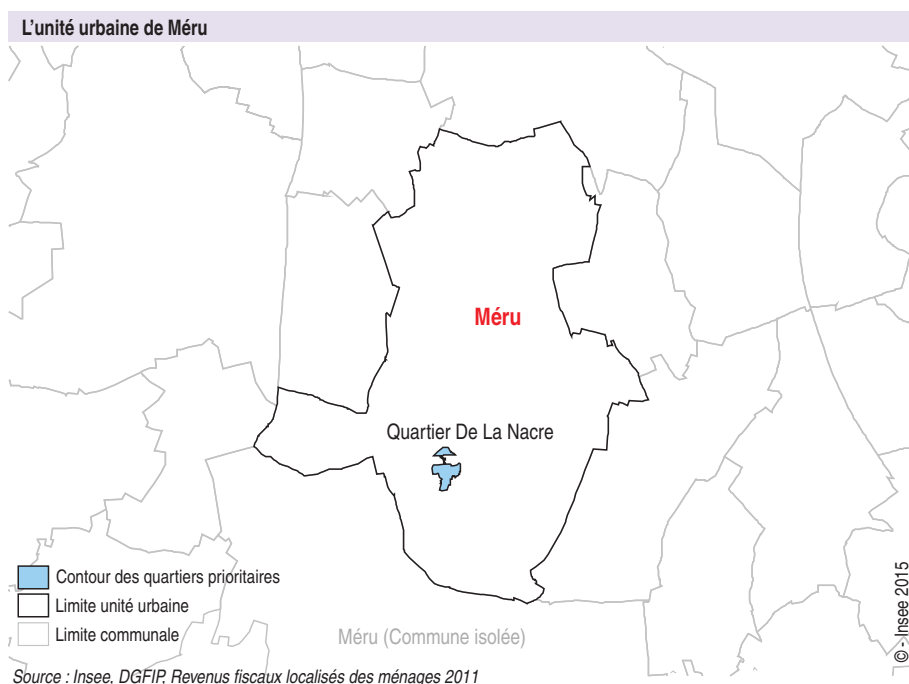 L'unité urbaine de Méru
Méru
Quartier De La Nacre
Contour des quartiers prioritaires
Limite unité urbaine
Limite communale
Méru (Commune isolée)
© - Insee 2015
Source : Insee, DGFIP, Revenus fiscaux localisés des ménages 2011